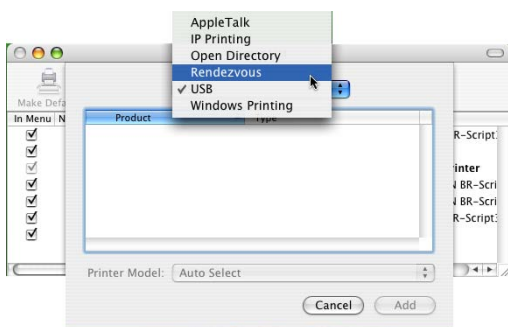 AppleTalk
IP Printing
Open Directory
Rendezvous
✓ USB
Windows Printing
Make Defa
In Menu N
Product
Type
R-Script
inter
N BR-Scri
N BR-Scri
R-Script
Printer Model: Auto Select
Cancel Add